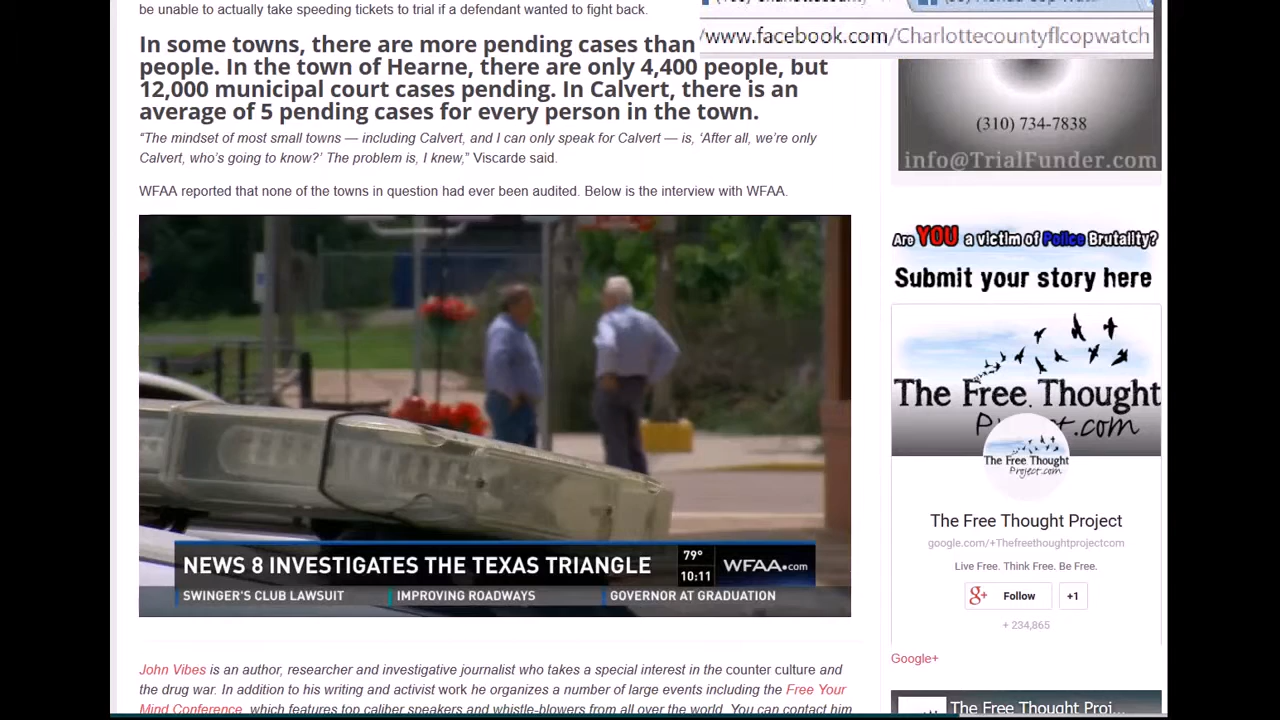 be unable to actually take speeding tickets to trial if a defendant wanted to fight back.
In some towns, there are more pending cases than
people. In the town of Hearne, there are only 4,400 people, but
12,000 municipal court cases pending. In Calvert, there is an
average of 5 pending cases for every person in the town.
“The mindset of most small towns — including Calvert, and I can only speak for Calvert — is, ‘After all, we’re only
Calvert, who’s going to know?’ The problem is, I knew,” Viscarde said.
WFAA reported that none of the towns in question had ever been audited. Below is the interview with WFAA.
NEWS 8 INVESTIGATES THE TEXAS TRIANGLE
79°
10:11
WFAA.com
SWINGER'S CLUB LAWSUIT
IMPROVING ROADWAYS
GOVERNOR AT GRADUATION
John Vibes is an author, researcher and investigative journalist who takes a special interest in the counter culture and
the drug war. In addition to his writing and activist work he organizes a number of large events including the Free Your
Mind Conference, which features top caliber speakers and whistle-blowers from all over the world. You can contact him
/www.facebook.com/Charlottecountyflcopwatch
(310) 734-7838
info@TrialFunder.com
Are YOU a victim of Police Brutality?
Submit your story here
The Free Thought
Project.com
The Free Thought
Project.com
The Free Thought Project
google.com/+Thefreethoughtprojectcom
Live Free. Think Free. Be Free.
g+ Follow
+1
+ 234,865
Google+
The Free Thought Proj...